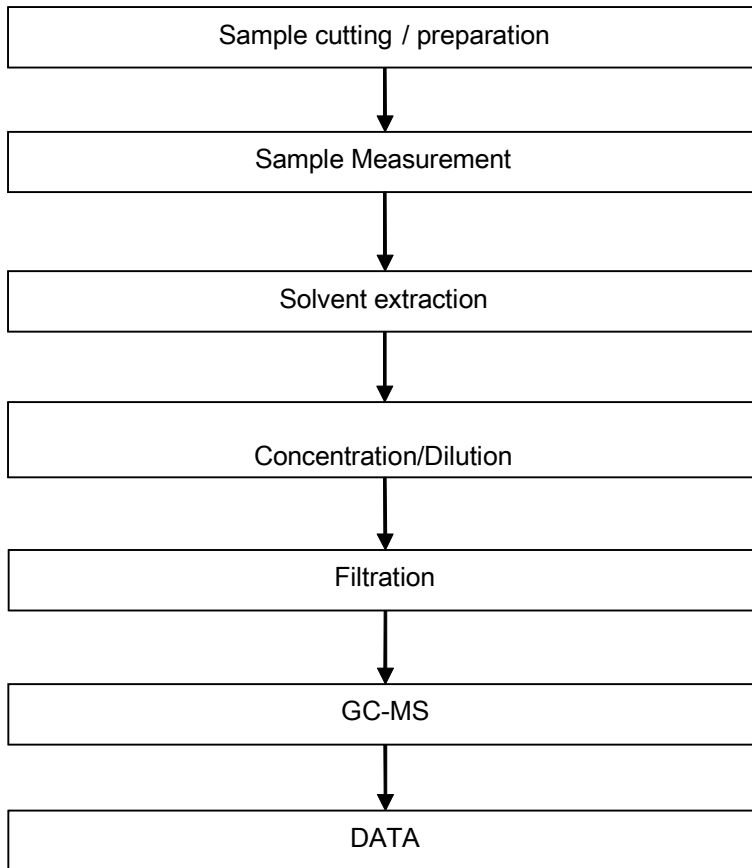 Sample cutting / preparation
Sample Measurement
Solvent extraction
Concentration/Dilution
Filtration
GC-MS
DATA